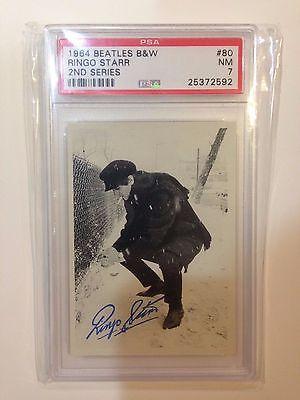 PSA
1964 BEATLES B&W #80
RINGO STARR NM
2ND SERIES 7
25372592
Ringo Starr